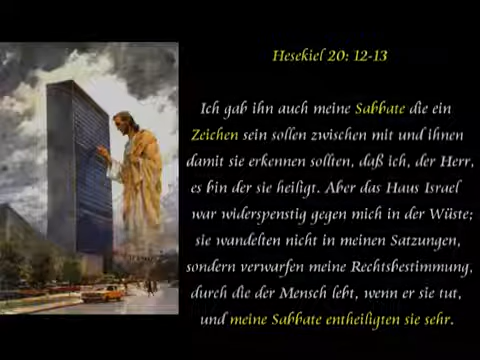 Hesekiel 20: 12-13
Ich gab ihn auch meine Sabbate die ein
Zeichen sein sollen zwischen mit und ihnen
damit sie erkennen sollten, daß ich, der Herr,
es bin der sie heiligt. Aber das Haus Israel
war widerspenstig gegen mich in der Wüste;
sie wandelten nicht in meinen Satzungen,
sondern verwarfen meine Rechtsbestimmung,
durch die der Mensch lebt, wenn er sie tut,
und meine Sabbate entheiligten sie sehr.